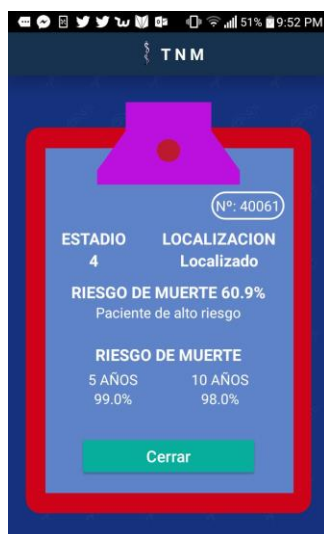 51% 9:52 PM
TNM
Nº: 40061
ESTADIO LOCALIZACION
4 Localizado
RIESGO DE MUERTE 60.9%
Paciente de alto riesgo
RIESGO DE MUERTE
5 AÑOS 10 AÑOS
99.0% 98.0%
Cerrar